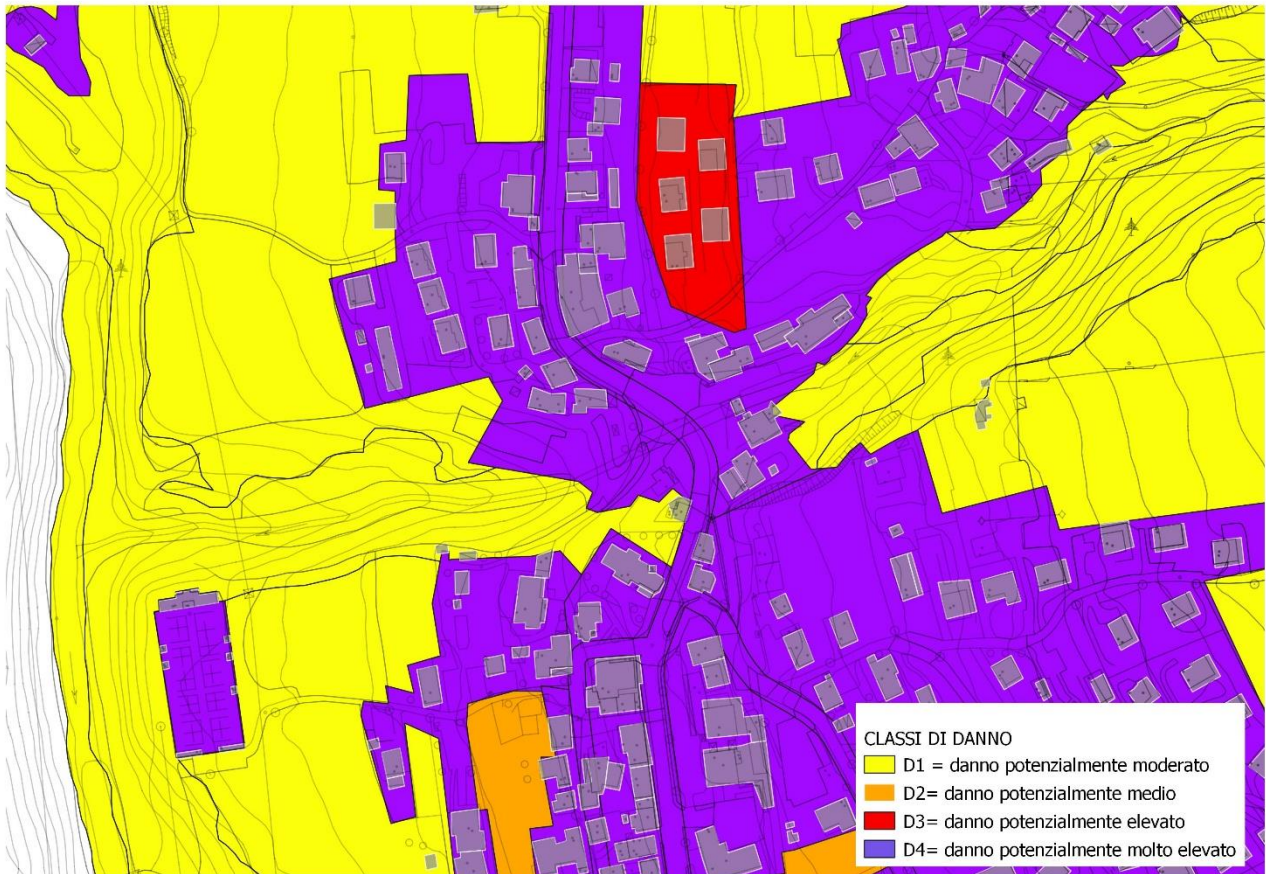 CLASSI DI DANNO
D1 = danno potenzialmente moderato
D2= danno potenzialmente medio
D3= danno potenzialmente elevato
D4= danno potenzialmente molto elevato